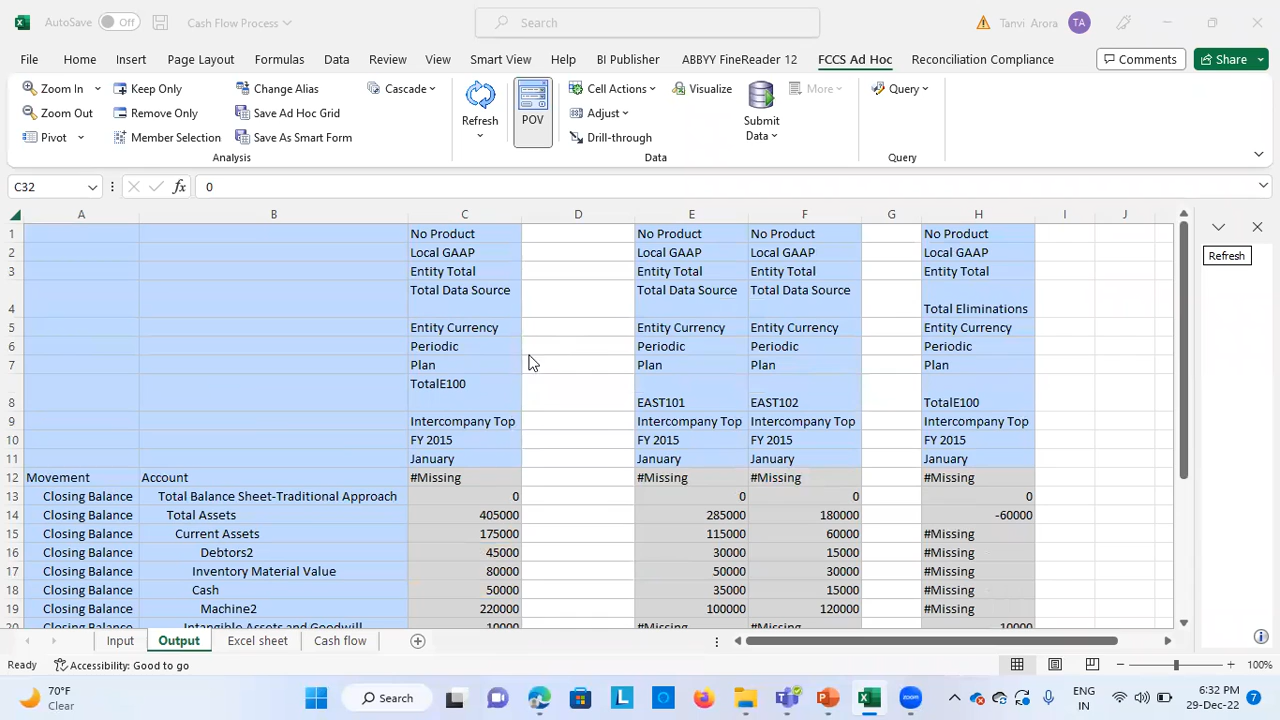 AutoSave Off Cash Flow Process Search Tanvi Arora TA
File Home Insert Page Layout Formulas Data Review View Smart View Help BI Publisher ABBYY FineReader 12 FCCS Ad Hoc Reconciliation Compliance Comments Share
Zoom In Keep Only Change Alias Cascade Refresh POV Cell Actions Visualize Submit Data More Query
Zoom Out Remove Only Save Ad Hoc Grid Adjust
Pivot Member Selection Save As Smart Form Drill-through
Analysis Data Query
C32 fx 0
A B C D E F G H I J
1 No Product No Product No Product No Product
2 Local GAAP Local GAAP Local GAAP Local GAAP
3 Entity Total Entity Total Entity Total Entity Total
4 Total Data Source Total Data Source Total Data Source Total Eliminations
5 Entity Currency Entity Currency Entity Currency Entity Currency
6 Periodic Periodic Periodic Periodic
7 Plan Plan Plan Plan
8 TotalE100 EAST101 EAST102 TotalE100
9 Intercompany Top Intercompany Top Intercompany Top Intercompany Top
10 FY 2015 FY 2015 FY 2015 FY 2015
11 January January January January
12 Movement Account #Missing #Missing #Missing #Missing
13 Closing Balance Total Balance Sheet-Traditional Approach 0 0 0 0
14 Closing Balance Total Assets 405000 285000 180000 -60000
15 Closing Balance Current Assets 175000 115000 60000 #Missing
16 Closing Balance Debtors2 45000 30000 15000 #Missing
17 Closing Balance Inventory Material Value 80000 50000 30000 #Missing
18 Closing Balance Cash 50000 35000 15000 #Missing
19 Closing Balance Machine2 220000 100000 120000 #Missing
Closing Balance Intangible Assets and Goodwill 10000 #Missing #Missing 10000
Refresh
Input Output Excel sheet Cash flow
Ready Accessibility: Good to go 100%
70°F
Clear
Search
ENG
IN
6:32 PM
29-Dec-22
7